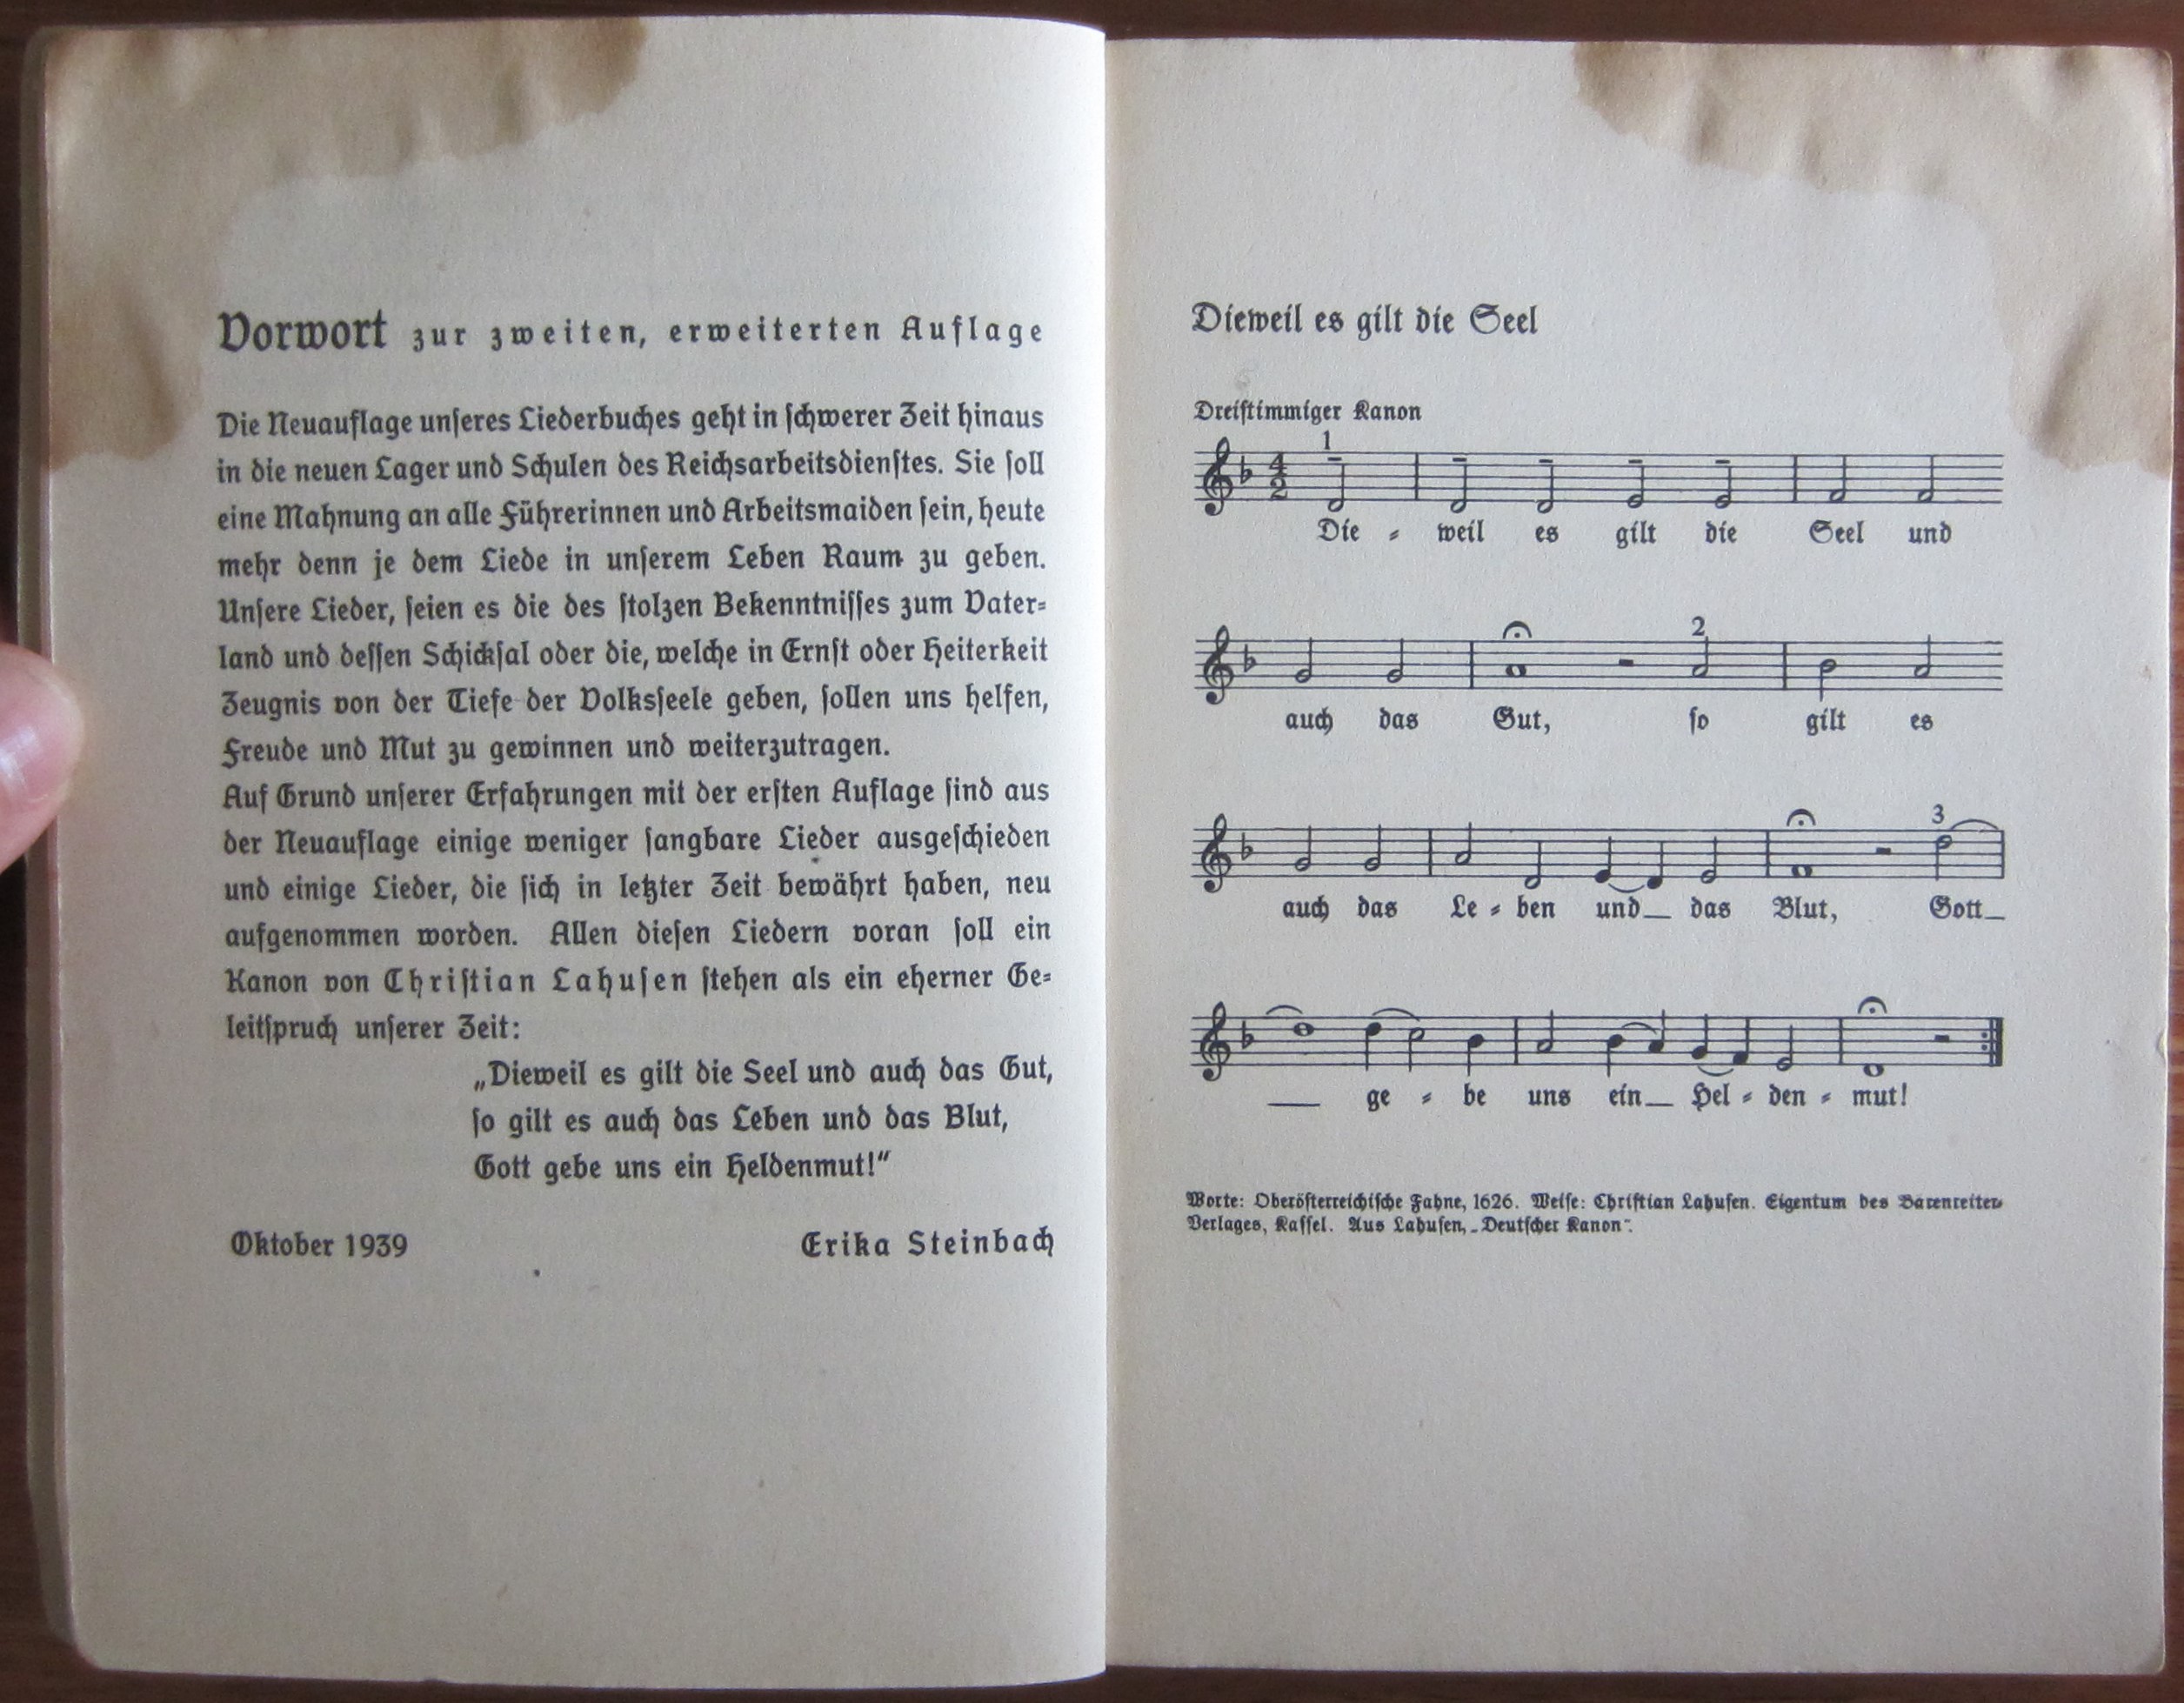 Vorwort zur zweiten, erweiterten Auflage
Die Neuauflage unſeres Liederbuches geht in ſchwerer Zeit hinaus
in die neuen Lager und Schulen des Reichsarbeitsdienſtes. Sie ſoll
eine Mahnung an alle Führerinnen und Arbeitsmaiden ſein, heute
mehr denn je dem Liede in unſerem Leben Raum zu geben.
Unſere Lieder, ſeien es die des ſtolzen Bekenntniſſes zum Vater-
land und deſſen Schickſal oder die, welche in Ernſt oder Heiterkeit
Zeugnis von der Tiefe der Volksſeele geben, ſollen uns helfen,
Freude und Mut zu gewinnen und weiterzutragen.
Auf Grund unſerer Erfahrungen mit der erſten Auflage ſind aus
der Neuauflage einige weniger ſangbare Lieder ausgeſchieden
und einige Lieder, die ſich in letzter Zeit bewährt haben, neu
aufgenommen worden. Allen dieſen Liedern voran ſoll ein
Kanon von Chriſtian Lahuſen ſtehen als ein eherner Ge-
leitſpruch unſerer Zeit:
„Dieweil es gilt die Seel und auch das Gut,
ſo gilt es auch das Leben und das Blut,
Gott gebe uns ein Heldenmut!“
Oktober 1939 Erika Steinbach
Dieweil es gilt die Seel
Dreiſtimmiger Kanon
1
4
2
Die - weil es gilt die Seel und
2
auch das Gut, ſo gilt es
3
auch das Le - ben und_ das Blut, Gott_
_ ge - be uns ein_ Hel - den - mut!
Worte: Oberöſterreichiſche Fahne, 1626. Weiſe: Chriſtian Lahuſen. Eigentum des Bärenreiter-
Verlages, Kaſſel. Aus Lahuſen, „Deutſcher Kanon“.